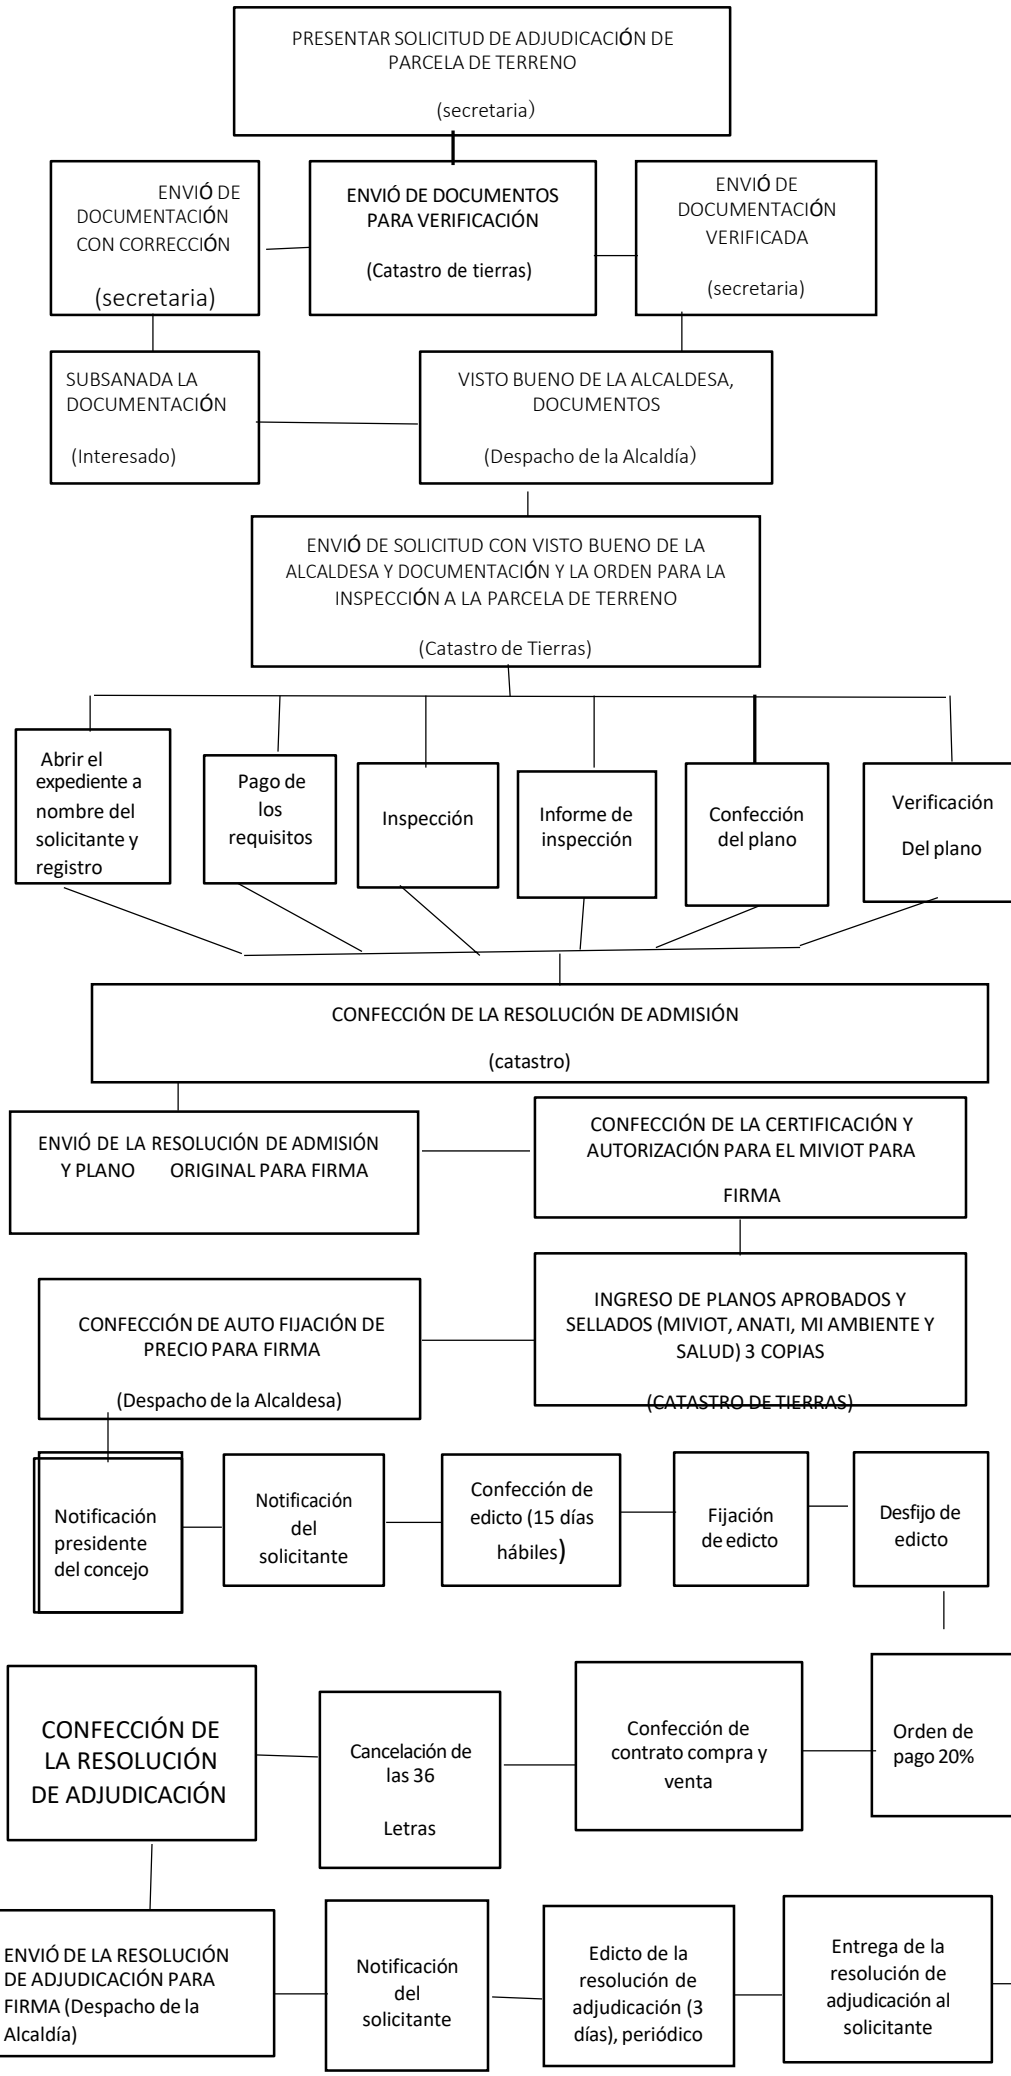 PRESENTAR SOLICITUD DE ADJUDICACIÓN DE
PARCELA DE TERRENO
(secretaria)
ENVIÓ DE
DOCUMENTACIÓN
CON CORRECCIÓN
(secretaria)
ENVIÓ DE DOCUMENTOS
PARA VERIFICACIÓN
(Catastro de tierras)
ENVIÓ DE
DOCUMENTACIÓN
VERIFICADA
(secretaria)
SUBSANADA LA
DOCUMENTACIÓN
(Interesado)
VISTO BUENO DE LA ALCALDESA,
DOCUMENTOS
(Despacho de la Alcaldía)
ENVIÓ DE SOLICITUD CON VISTO BUENO DE LA
ALCALDESA Y DOCUMENTACIÓN Y LA ORDEN PARA LA
INSPECCIÓN A LA PARCELA DE TERRENO
(Catastro de Tierras)
Abrir el
expediente a
nombre del
solicitante y
registro
Pago de
los
requisitos
Inspección
Informe de
inspección
Confección
del plano
Verificación
Del plano
CONFECCIÓN DE LA RESOLUCIÓN DE ADMISIÓN
(catastro)
ENVIÓ DE LA RESOLUCIÓN DE ADMISIÓN
Y PLANO ORIGINAL PARA FIRMA
CONFECCIÓN DE LA CERTIFICACIÓN Y
AUTORIZACIÓN PARA EL MIVIOT PARA
FIRMA
CONFECCIÓN DE AUTO FIJACIÓN DE
PRECIO PARA FIRMA
(Despacho de la Alcaldesa)
INGRESO DE PLANOS APROBADOS Y
SELLADOS (MIVIOT, ANATI, MI AMBIENTE Y
SALUD) 3 COPIAS
(CATASTRO DE TIERRAS)
Notificación
presidente
del concejo
Notificación
del
solicitante
Confección de
edicto (15 días
hábiles)
Fijación
de edicto
Desfijo de
edicto
CONFECCIÓN DE
LA RESOLUCIÓN
DE ADJUDICACIÓN
Cancelación de
las 36
Letras
Confección de
contrato compra y
venta
Orden de
pago 20%
ENVIÓ DE LA RESOLUCIÓN
DE ADJUDICACIÓN PARA
FIRMA (Despacho de la
Alcaldía)
Notificación
del
solicitante
Edicto de la
resolución de
adjudicación (3
días), periódico
Entrega de la
resolución de
adjudicación al
solicitante